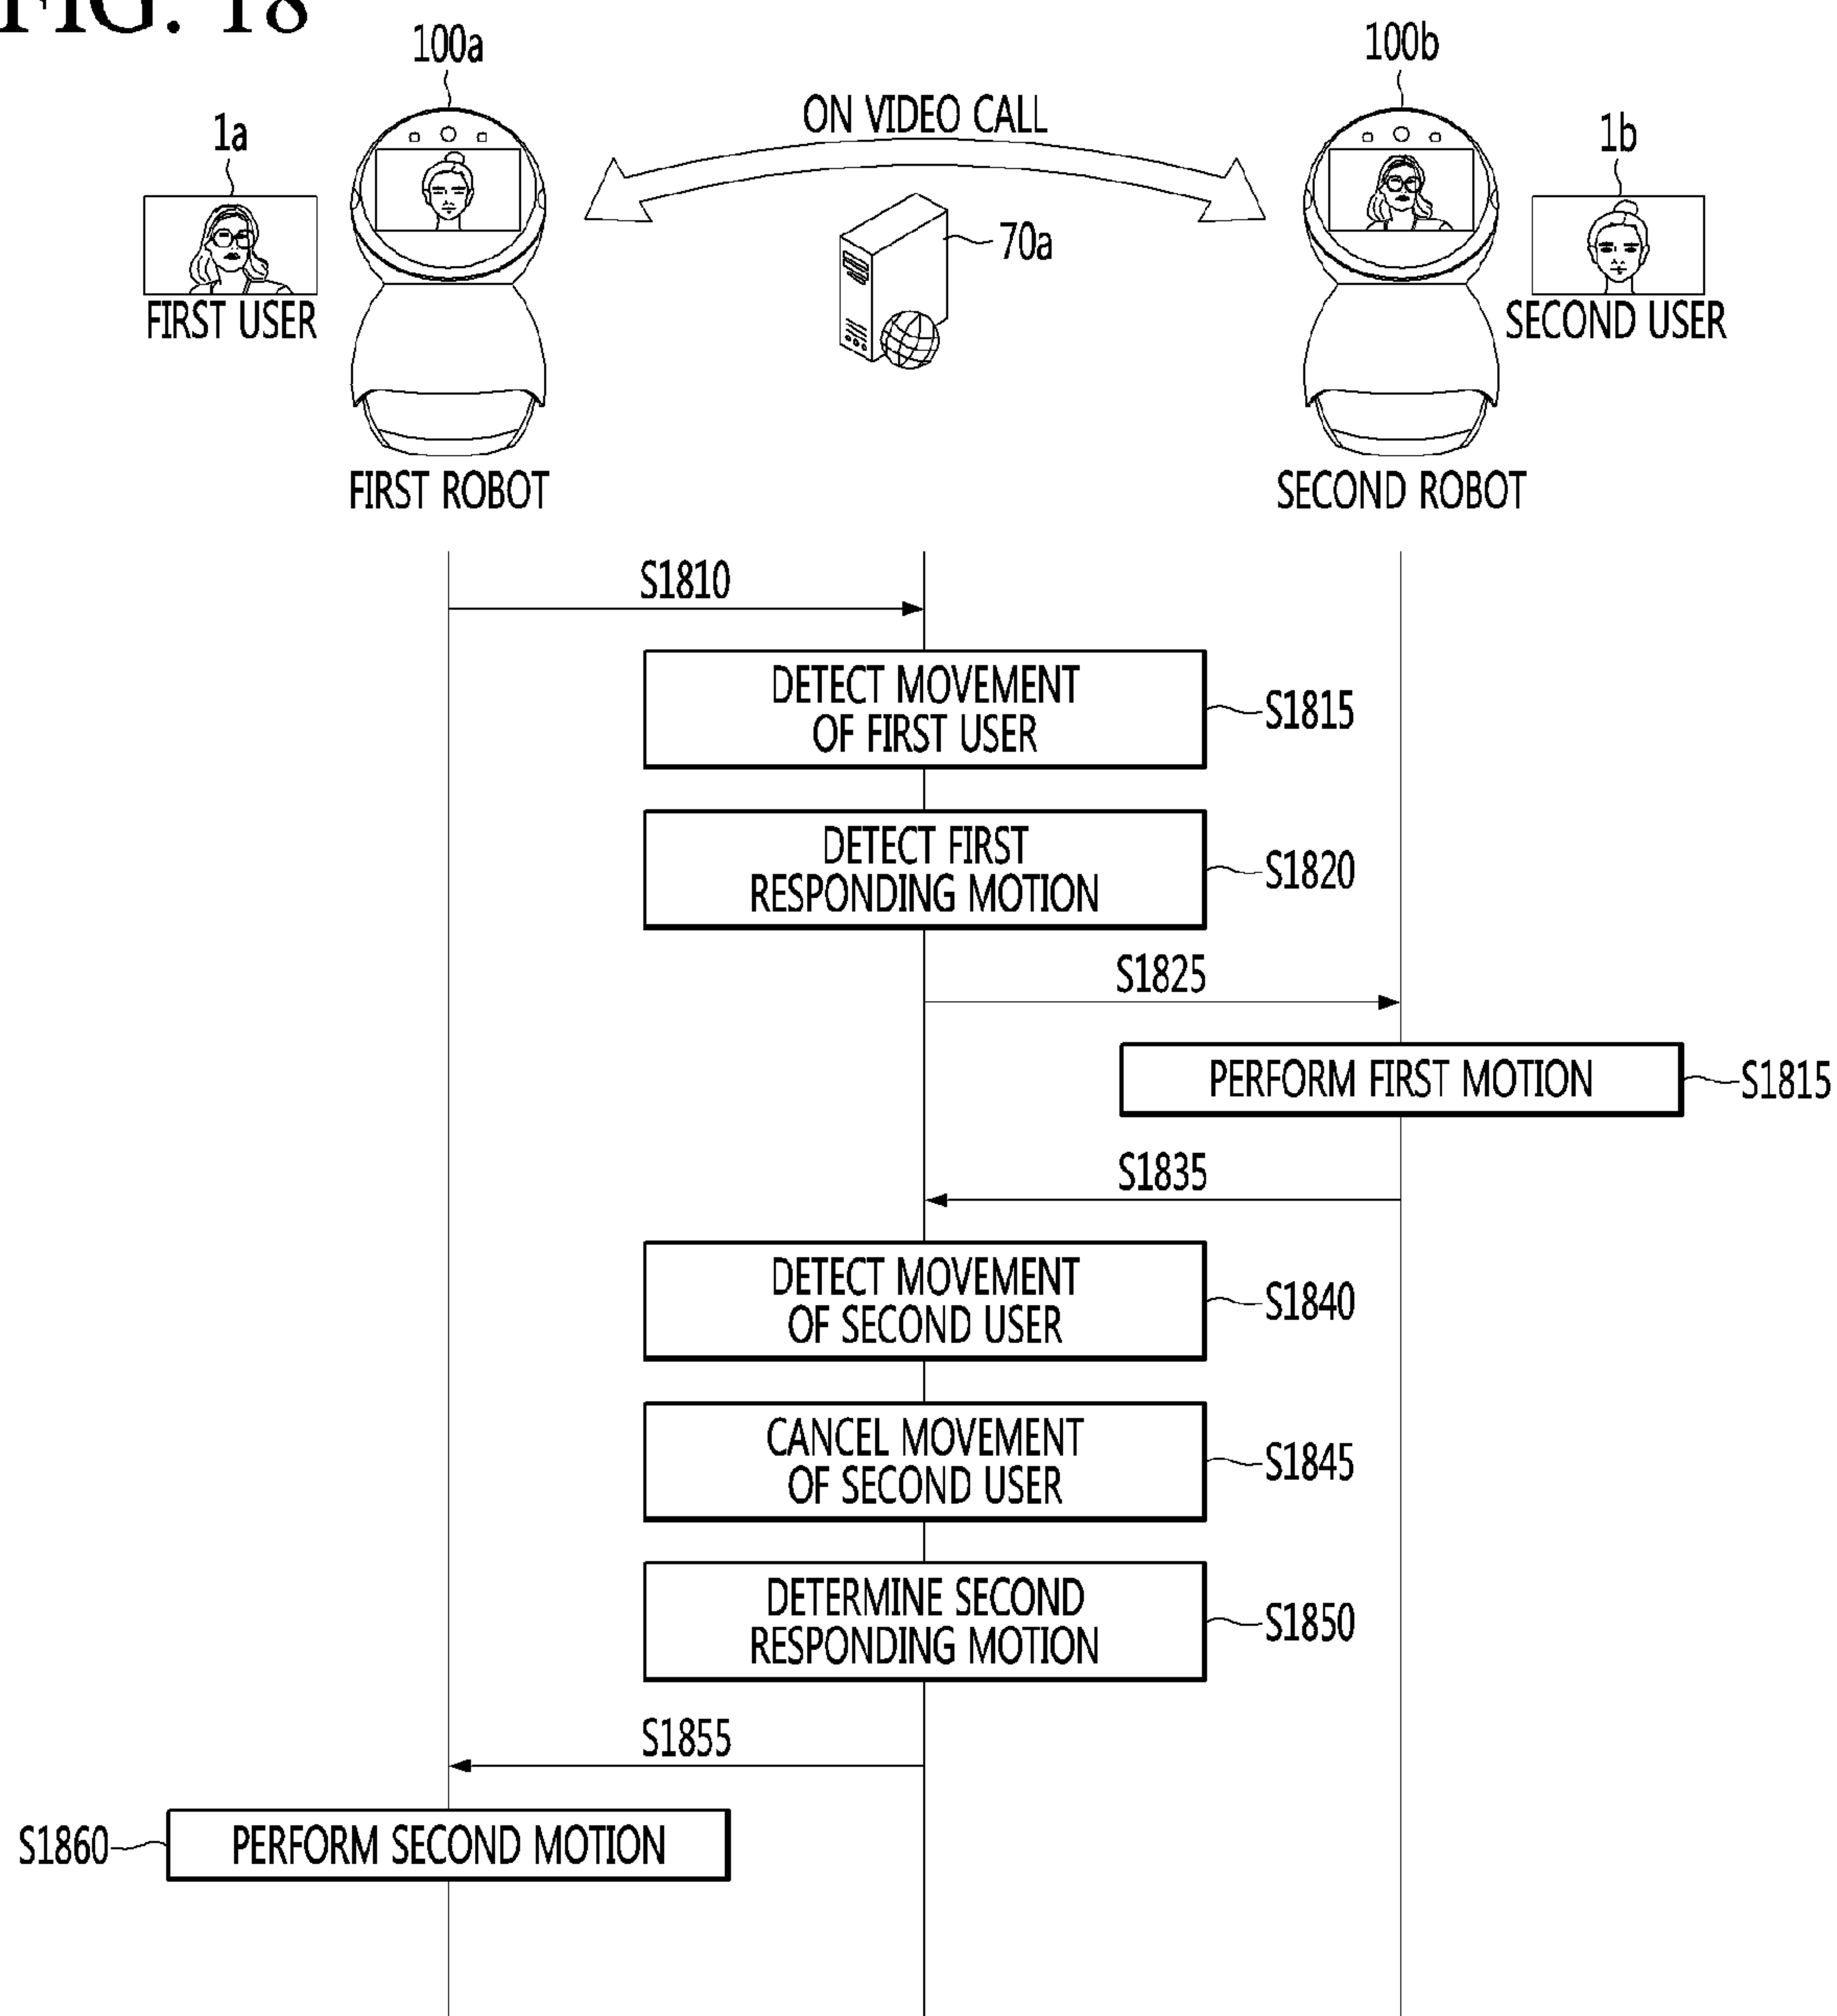 FIG. 18
100a
100b
ON VIDEO CALL
1a
1b
70a
FIRST USER
SECOND USER
FIRST ROBOT
SECOND ROBOT
S1810
DETECT MOVEMENT
OF FIRST USER
S1815
DETECT FIRST
RESPONDING MOTION
S1820
S1825
PERFORM FIRST MOTION
S1815
S1835
DETECT MOVEMENT
OF SECOND USER
S1840
CANCEL MOVEMENT
OF SECOND USER
S1845
DETERMINE SECOND
RESPONDING MOTION
S1850
S1855
S1860
PERFORM SECOND MOTION